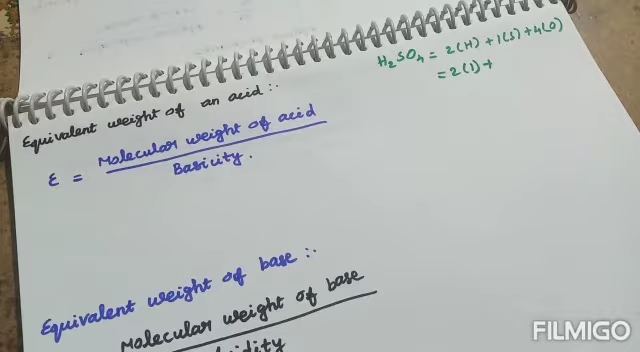 H₂SO₄ = 2(H) + 1(S) + 4(O)
= 2(1) +
Equivalent weight of an acid :-
E = Molecular weight of acid
Basicity.
Equivalent weight of base :-
Molecular weight of base
FILMIGO